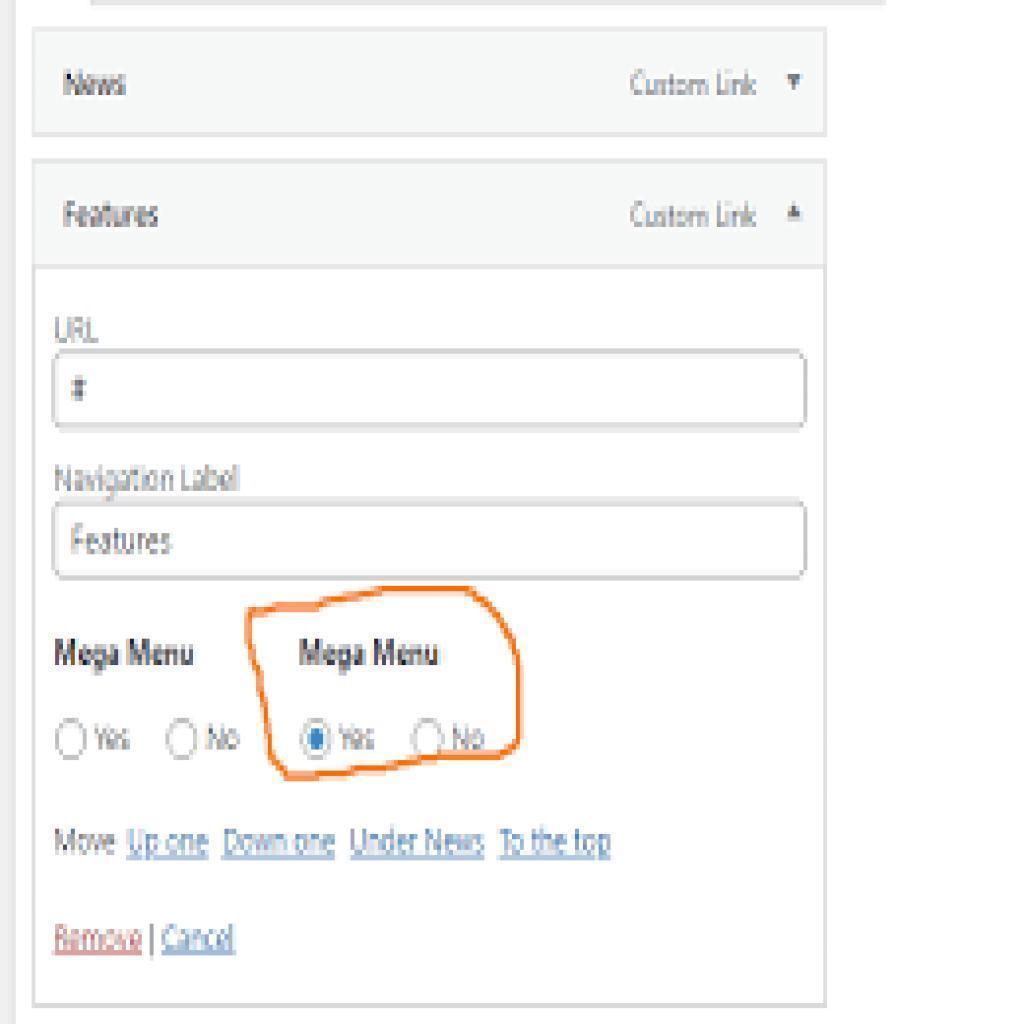 News Custom Link
Features Custom Link
URL
#
Navigation Label
Features
Mega Menu Mega Menu
Yes No Yes No
Move Up one Down one Under News To the top
Remove | Cancel